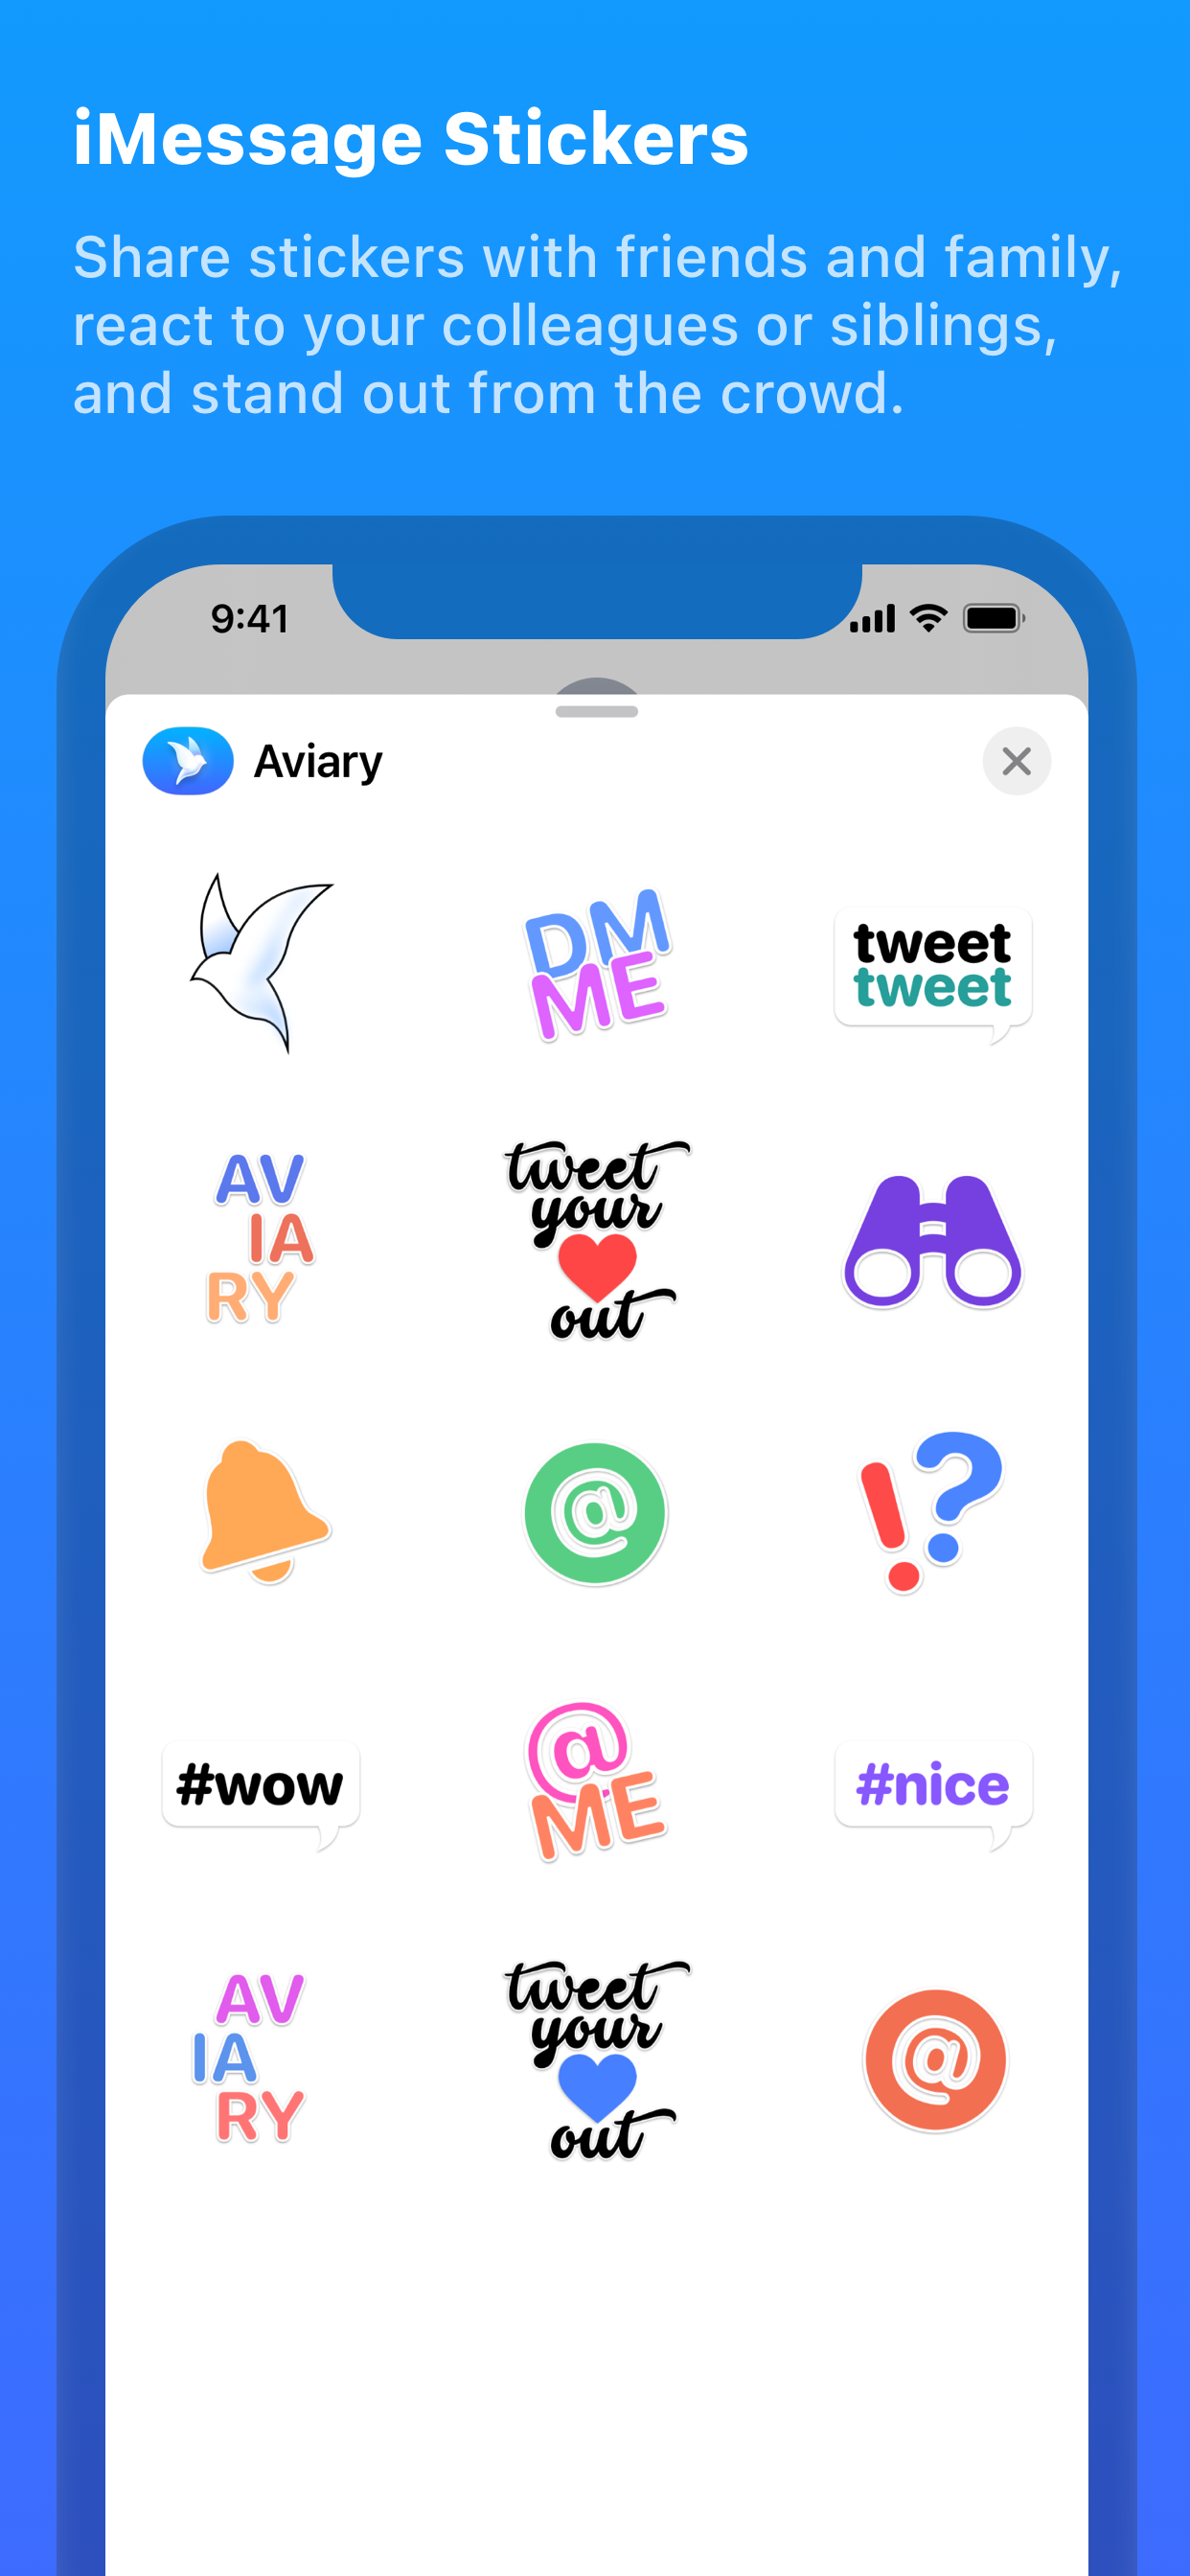 iMessage Stickers
Share stickers with friends and family,
react to your colleagues or siblings,
and stand out from the crowd.
9:41
Aviary
DM
ME
tweet
tweet
AV
IA
RY
tweet
your
out
@
!?
#wow
@
ME
#nice
AV
IA
RY
tweet
your
out
@